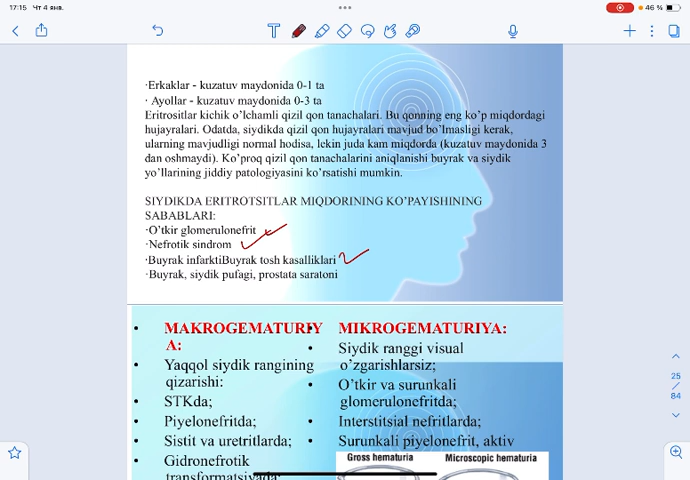 17:15 Чт 4 янв.
46 %
T
·Erkaklar - kuzatuv maydonida 0-1 ta
· Ayollar - kuzatuv maydonida 0-3 ta
Eritrositlar kichik o’lchamli qizil qon tanachalari. Bu qonning eng ko’p miqdordagi
hujayralari. Odatda, siydikda qizil qon hujayralari mavjud bo’lmasligi kerak,
ularning mavjudligi normal hodisa, lekin juda kam miqdorda (kuzatuv maydonida 3
dan oshmaydi). Ko’proq qizil qon tanachalarini aniqlanishi buyrak va siydik
yo’llarining jiddiy patologiyasini ko’rsatishi mumkin.
SIYDIKDA ERITROTSITLAR MIQDORINING KO’PAYISHINING
SABABLARI:
·O’tkir glomerulonefrit
·Nefrotik sindrom
·Buyrak infarktiBuyrak tosh kasalliklari
·Buyrak, siydik pufagi, prostata saratoni
• MAKROGEMATURIY
A:
• Yaqqol siydik rangining
qizarishi:
• STKda;
• Piyelonefritda;
• Sistit va uretritlarda;
• Gidronefrotik
transformatsiyada;
• MIKROGEMATURIYA:
• Siydik ranggi visual
o’zgarishlarsiz;
• O’tkir va surunkali
glomerulonefritda;
• Interstitsial nefritlarda;
• Surunkali piyelonefrit, aktiv
Gross hematuria
Microscopic hematuria
25
/
84